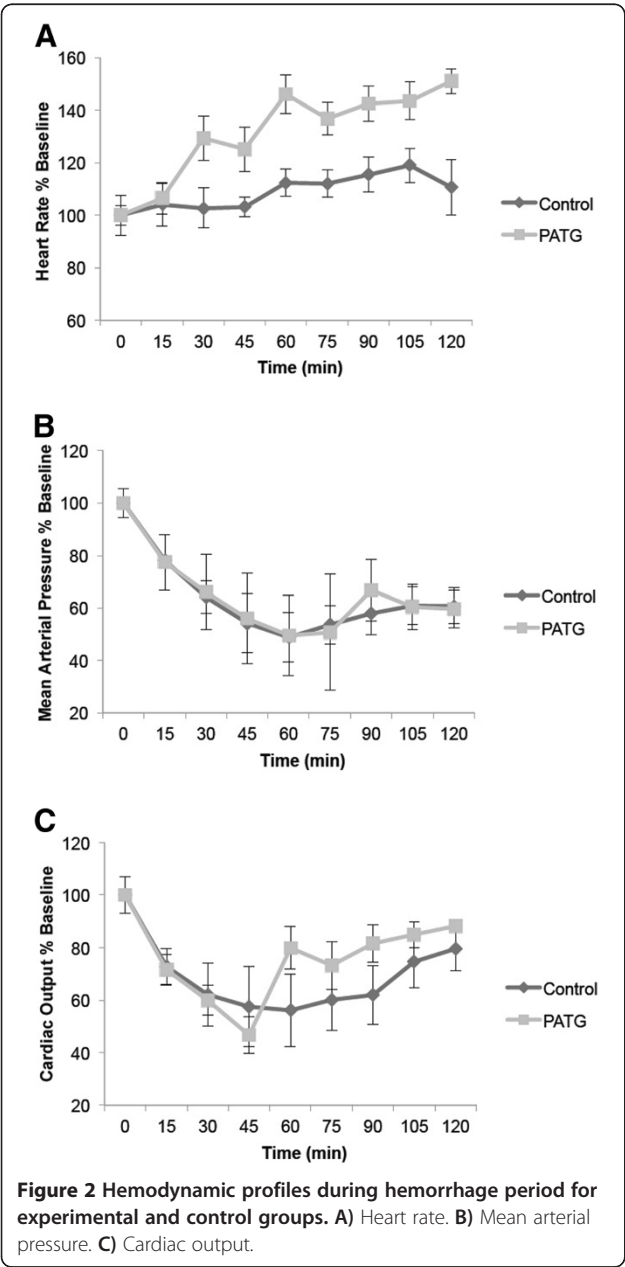 A
160
140
120
100
80
60
Heart Rate % Baseline
0 15 30 45 60 75 90 105 120
Time (min)
Control
PATG
B
120
100
80
60
40
20
Mean Arterial Pressure % Baseline
0 15 30 45 60 75 90 105 120
Time (min)
Control
PATG
C
120
100
80
60
40
20
Cardiac Output % Baseline
0 15 30 45 60 75 90 105 120
Time (min)
Control
PATG
Figure 2 Hemodynamic profiles during hemorrhage period for
experimental and control groups. A) Heart rate. B) Mean arterial
pressure. C) Cardiac output.